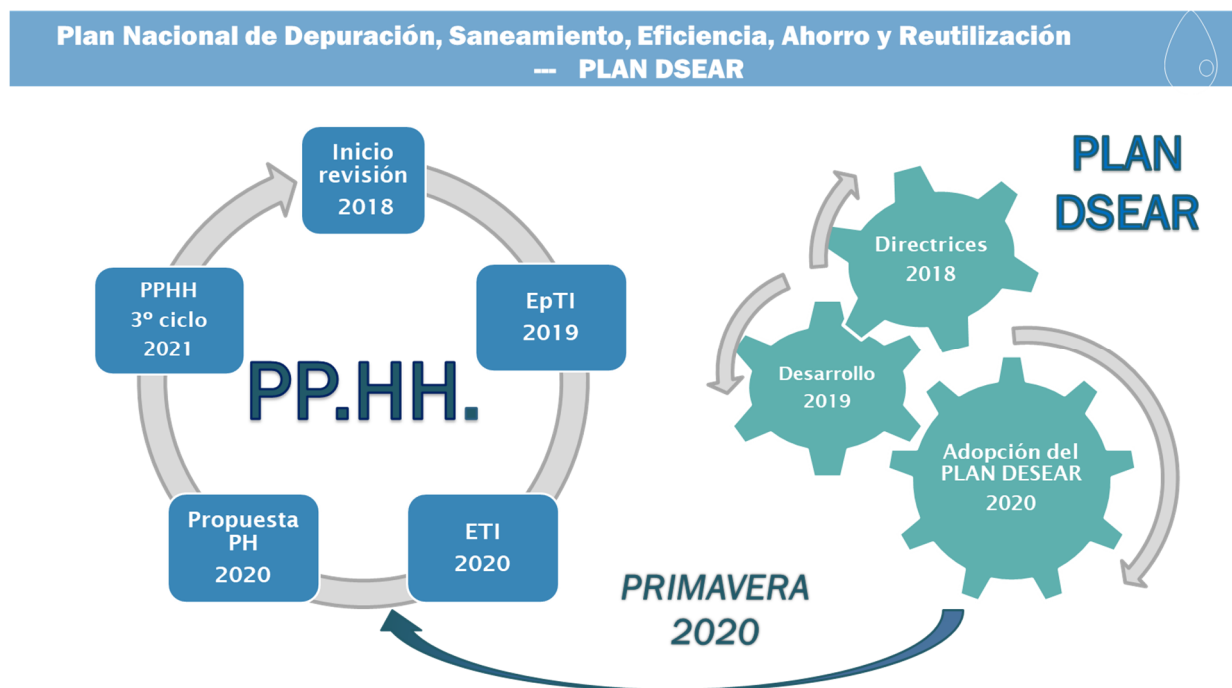 Plan Nacional de Depuración, Saneamiento, Eficiencia, Ahorro y Reutilización
--- PLAN DSEAR
Inicio
revisión
2018
EpTI
2019
ETI
2020
Propuesta
PH
2020
PPHH
3º ciclo
2021
PP.HH.
PLAN
DSEAR
Directrices
2018
Desarrollo
2019
Adopción del
PLAN DESEAR
2020
PRIMAVERA
2020